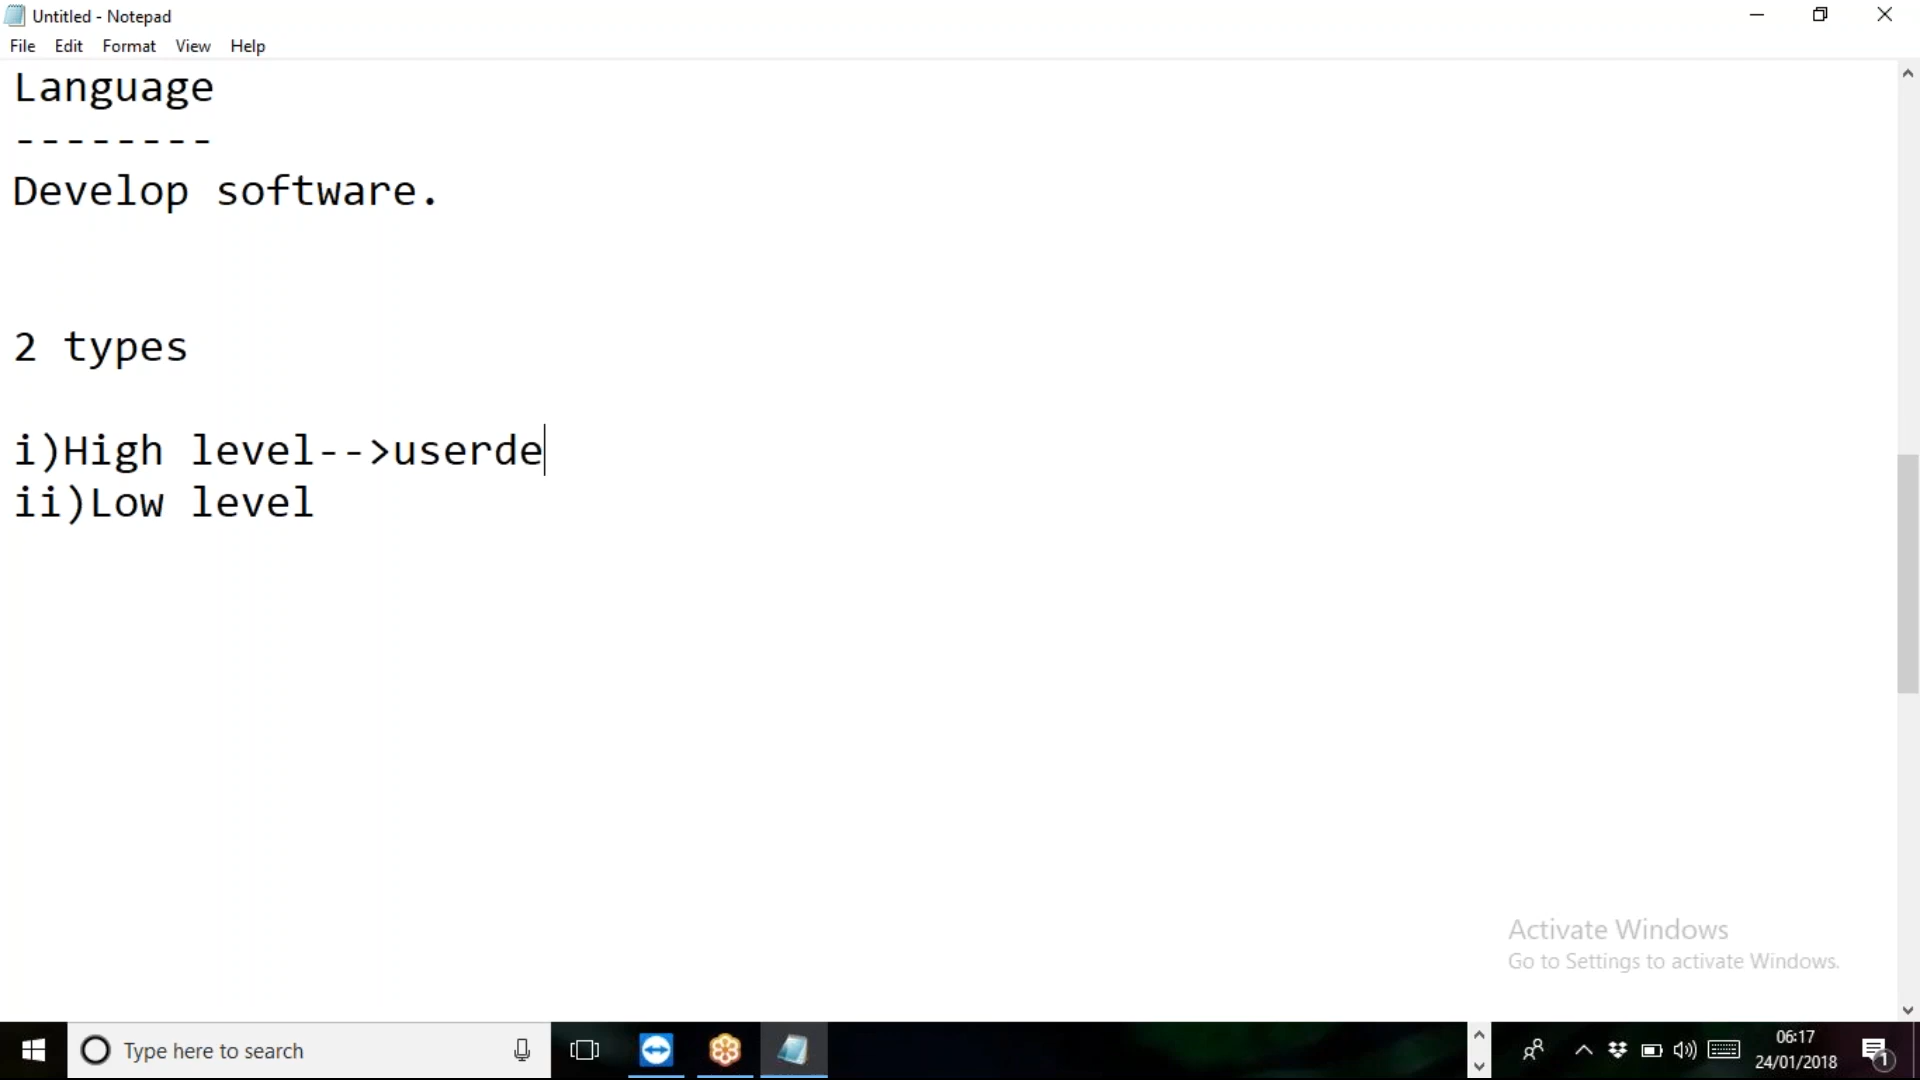 Untitled - Notepad
File Edit Format View Help
Language
--------
Develop software.
2 types
i)High level-->userde
ii)Low level
Activate Windows
Go to Settings to activate Windows.
Type here to search
06:17
24/01/2018
1